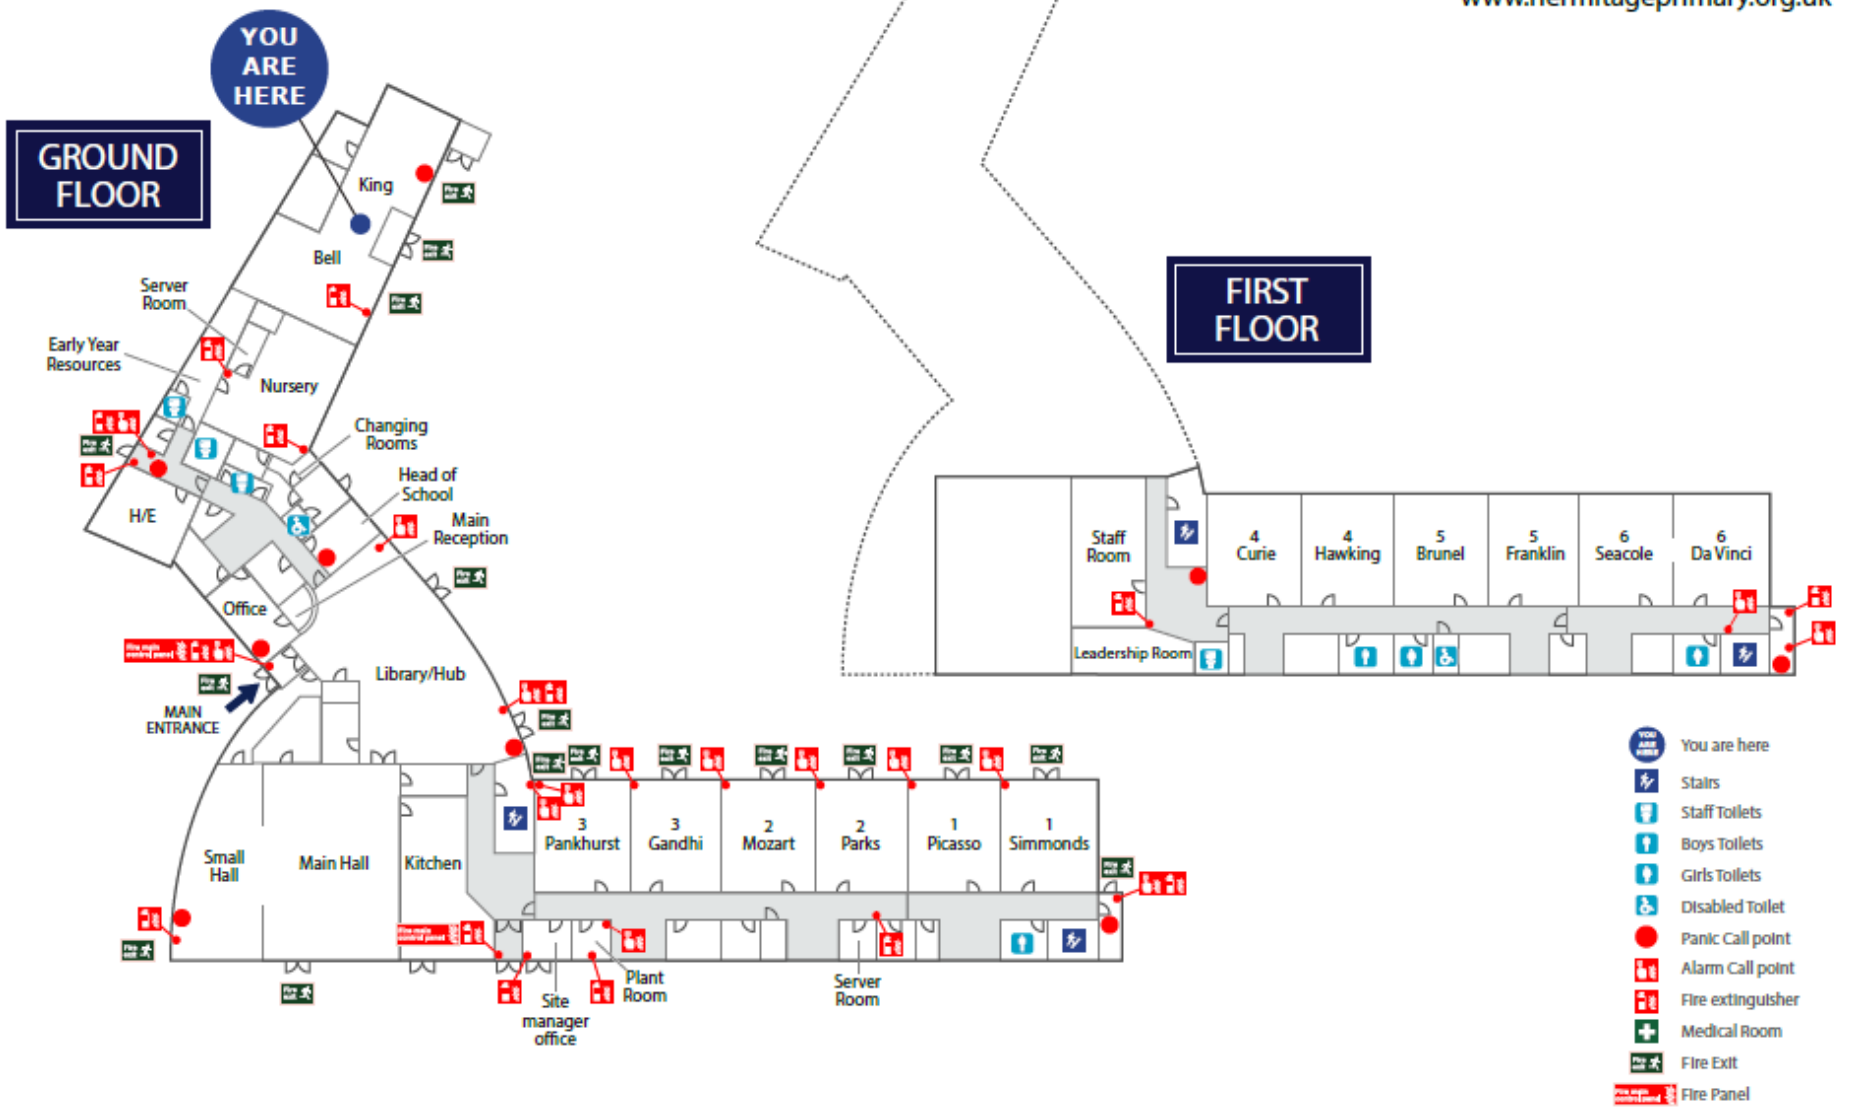 www.hermitageprimary.org.uk
YOU
ARE
HERE
GROUND
FLOOR
King
Bell
Server
Room
Early Year
Resources
Nursery
Changing
Rooms
Head of
School
Main
Reception
H/E
Office
Library/Hub
MAIN
ENTRANCE
Small
Hall
Main Hall
Kitchen
3
Pankhurst
3
Gandhi
2
Mozart
2
Parks
1
Picasso
1
Simmonds
Site
manager
office
Plant
Room
Server
Room
FIRST
FLOOR
Staff
Room
Leadership Room
4
Curie
4
Hawking
5
Brunel
5
Franklin
6
Seacole
6
Da Vinci
YOU
ARE
HERE
You are here
Stairs
Staff Toilets
Boys Toilets
Girls Toilets
Disabled Toilet
Panic Call point
Alarm Call point
Fire extinguisher
Medical Room
Fire Exit
Fire Panel